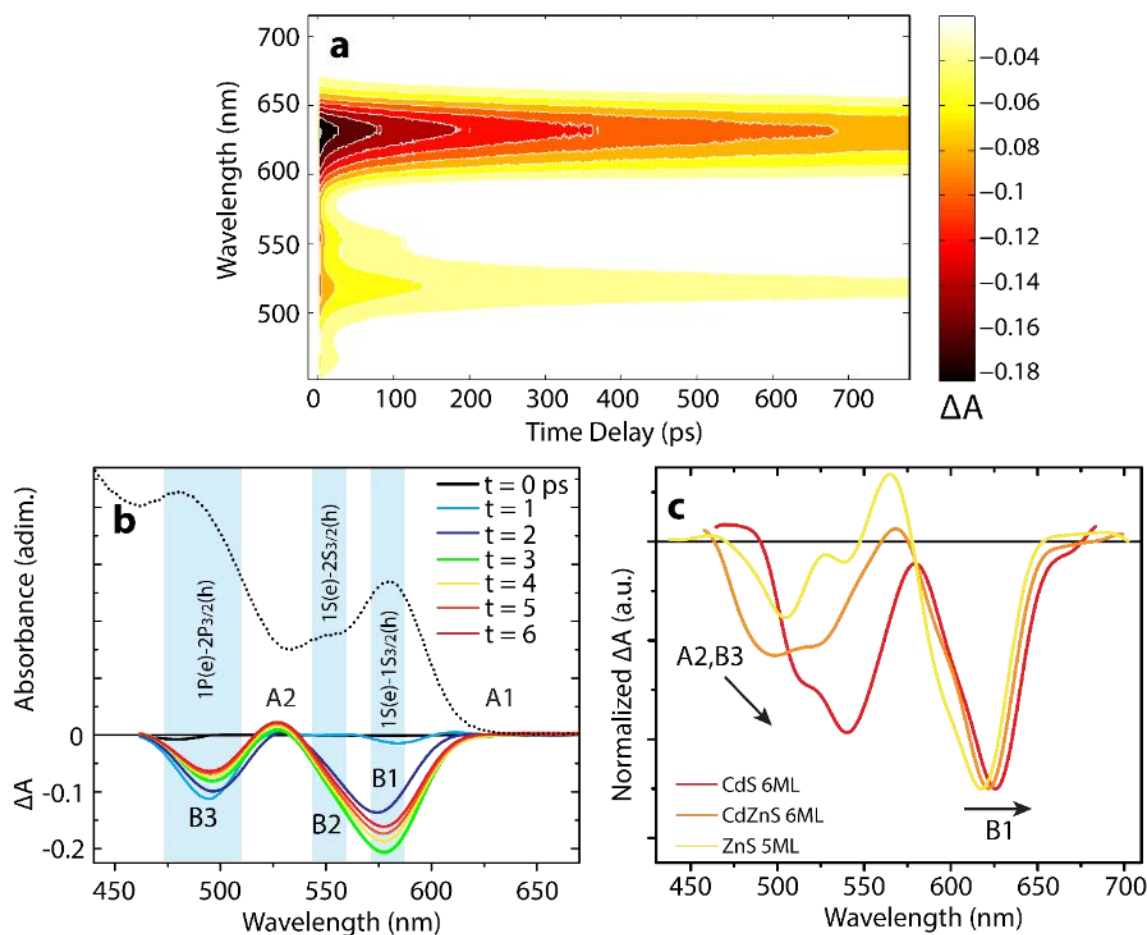 a
700
650
600
550
500
Wavelength (nm)
0 100 200 300 400 500 600 700
Time Delay (ps)
−0.04
−0.06
−0.08
−0.1
−0.12
−0.14
−0.16
−0.18
ΔA
b
Absorbance (adim.)
ΔA
0
-0.1
-0.2
1P(e)-2P3/2(h)
1S(e)-2S3/2(h)
1S(e)-1S3/2(h)
t = 0 ps
t = 1
t = 2
t = 3
t = 4
t = 5
t = 6
A2
A1
B3
B2
B1
450 500 550 600 650
Wavelength (nm)
c
Normalized ΔA (a.u.)
A2,B3
B1
CdS 6ML
CdZnS 6ML
ZnS 5ML
450 500 550 600 650 700
Wavelength (nm)